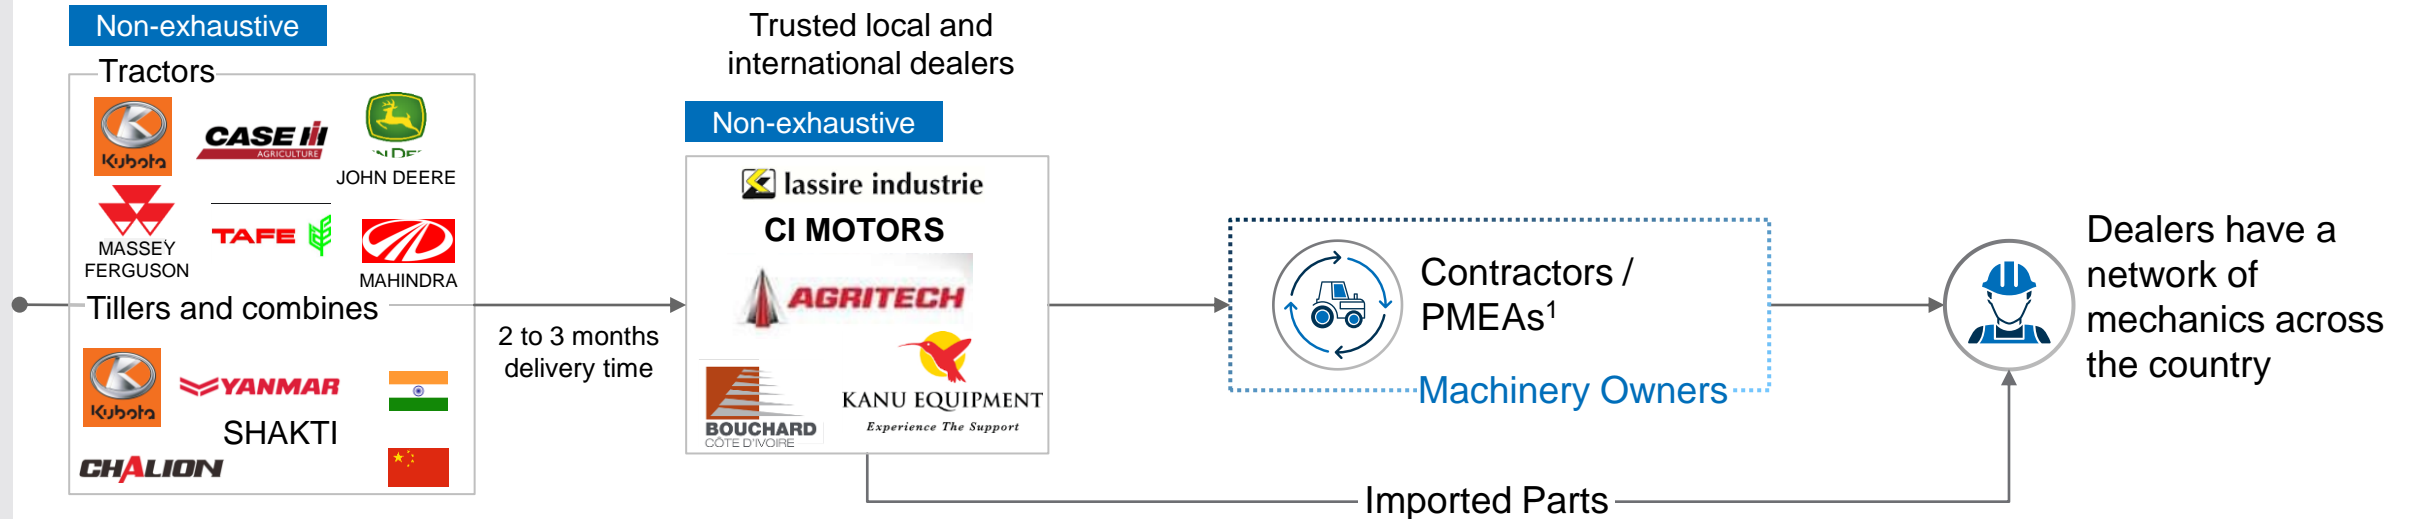 Non-exhaustive
Tractors
Kubota
CASE IH
AGRICULTURE
JOHN DEERE
MASSEY
FERGUSON
TAFE
MAHINDRA
Tillers and combines
Kubota
YANMAR
SHAKTI
CHALION
2 to 3 months
delivery time
Trusted local and
international dealers
Non-exhaustive
lassire industrie
CI MOTORS
AGRITECH
BOUCHARD
CÔTE D'IVOIRE
KANU EQUIPMENT
Experience The Support
Contractors /
PMEAs¹
Machinery Owners
Imported Parts
Dealers have a
network of
mechanics across
the country